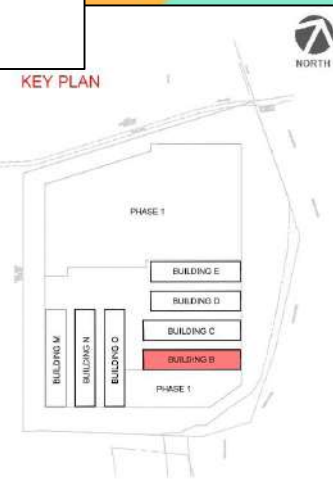 NORTH
KEY PLAN
PHASE 1
BUILDING E
BUILDING D
BUILDING C
BUILDING B
BUILDING M
BUILDING N
BUILDING O
PHASE 1